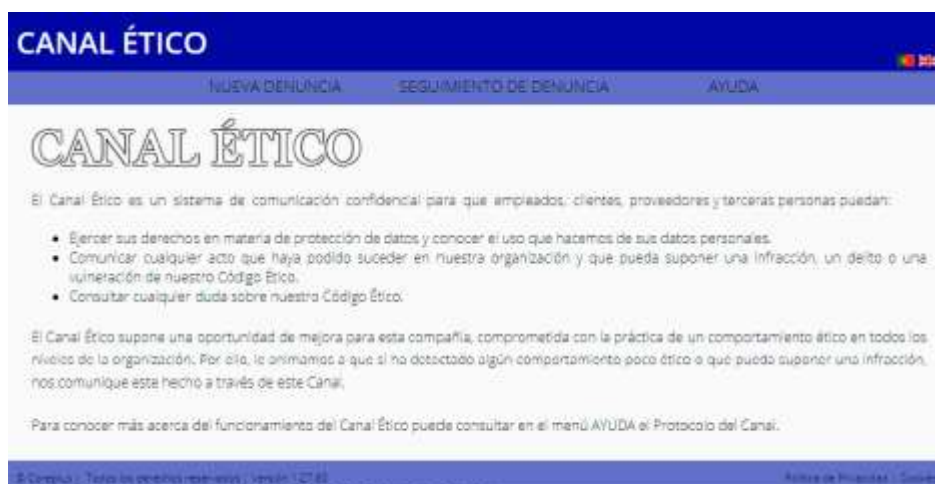 CANAL ÉTICO
NUEVA DENUNCIA SEGUIMIENTO DE DENUNCIA AYUDA
CANAL ÉTICO
El Canal Ético es un sistema de comunicación confidencial para que empleados, clientes, proveedores y terceras personas puedan:
• Ejercer sus derechos en materia de protección de datos y conocer el uso que hacemos de sus datos personales.
• Comunicar cualquier acto que haya podido suceder en nuestra organización y que pueda suponer una infracción, un delito o una
vulneración de nuestro Código Ético.
• Consultar cualquier duda sobre nuestro Código Ético.
El Canal Ético supone una oportunidad de mejora para esta compañía, comprometida con la práctica de un comportamiento ético en todos los
niveles de la organización. Por ello, le animamos a que si ha detectado algún comportamiento poco ético o que pueda suponer una infracción,
nos comunique este hecho a través de este Canal.
Para conocer más acerca del funcionamiento del Canal Ético puede consultar en el menú AYUDA el Protocolo del Canal.
Todos los derechos reservados | Versión Política de Privacidad | Cookies